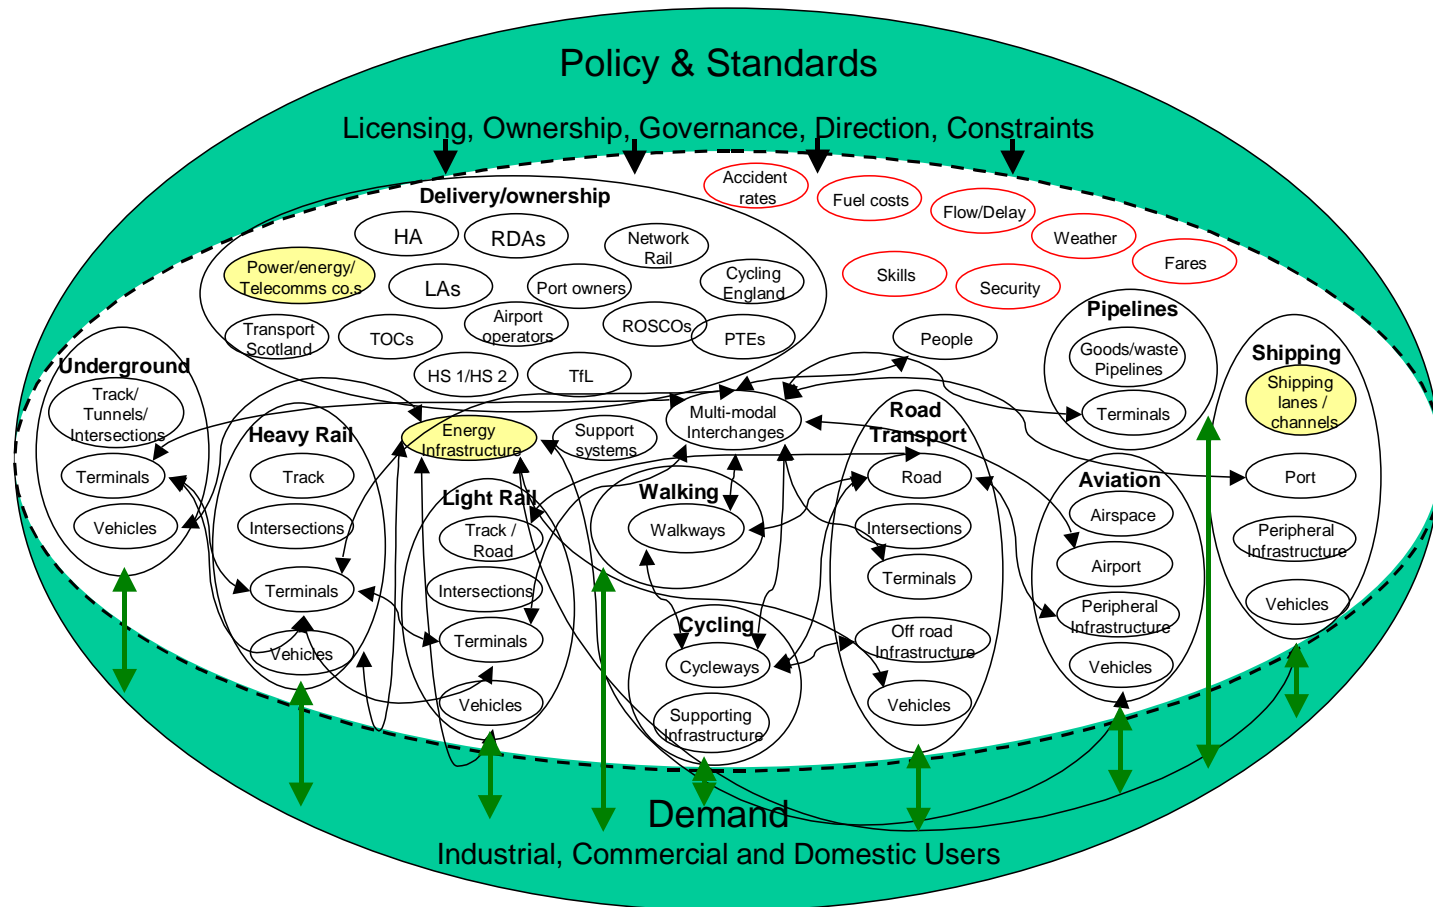 Policy & Standards
Licensing, Ownership, Governance, Direction, Constraints
Delivery/ownership
HA
RDAs
Network
Rail
Power/energy/
Telecomms co.s
LAs
Port owners
Cycling
England
Transport
Scotland
TOCs
Airport
operators
ROSCOs
PTEs
HS 1/HS 2
TfL
Accident
rates
Fuel costs
Flow/Delay
Weather
Fares
Skills
Security
People
Pipelines
Goods/waste
Pipelines
Terminals
Shipping
Shipping
lanes /
channels
Port
Peripheral
Infrastructure
Vehicles
Underground
Track/
Tunnels/
Intersections
Terminals
Vehicles
Heavy Rail
Track
Intersections
Terminals
Vehicles
Energy
Infrastructure
Support
systems
Multi-modal
Interchanges
Light Rail
Track /
Road
Intersections
Terminals
Vehicles
Walking
Walkways
Cycling
Cycleways
Supporting
Infrastructure
Road
Transport
Road
Intersections
Terminals
Off road
Infrastructure
Vehicles
Aviation
Airspace
Airport
Peripheral
Infrastructure
Vehicles
Demand
Industrial, Commercial and Domestic Users